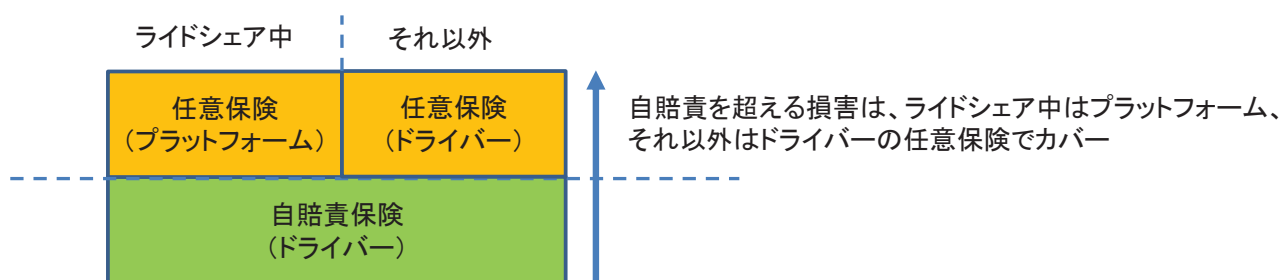 ライドシェア中
それ以外
任意保険
(プラットフォーム)
任意保険
(ドライバー)
自賠責を超える損害は、ライドシェア中はプラットフォーム、
それ以外はドライバーの任意保険でカバー
自賠責保険
(ドライバー)